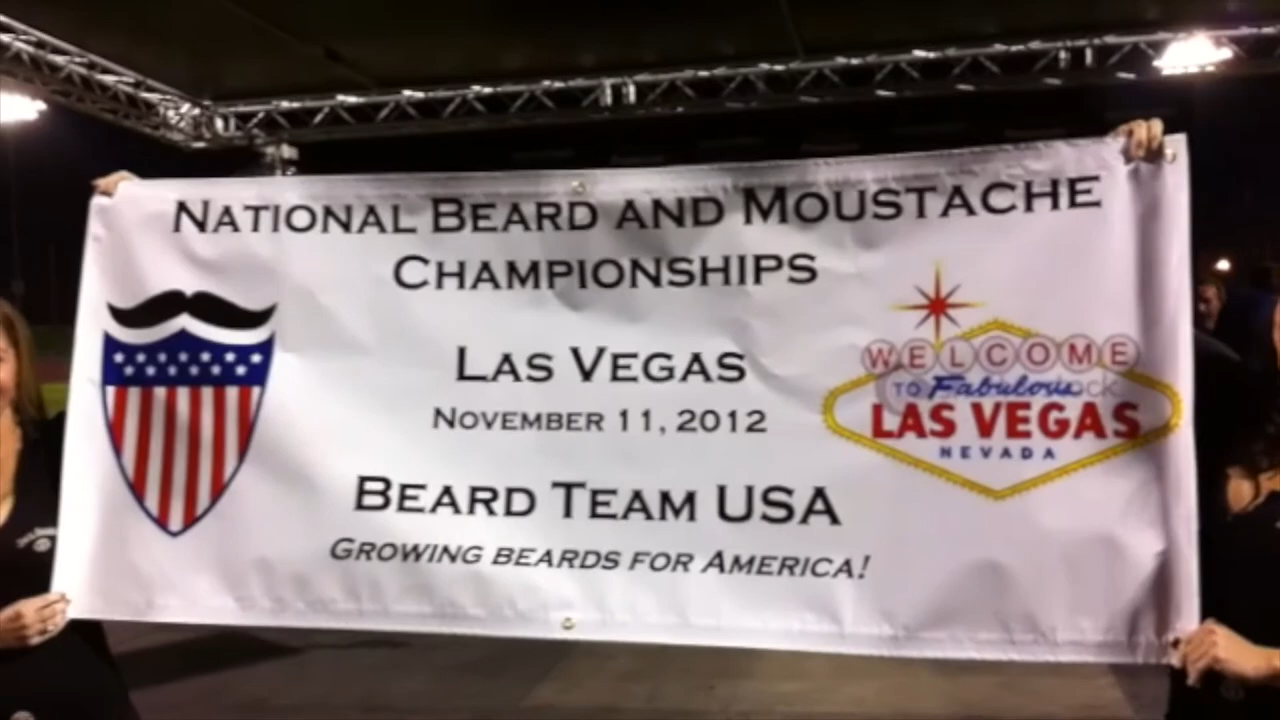 NATIONAL BEARD AND MOUSTACHE
CHAMPIONSHIPS
LAS VEGAS
NOVEMBER 11, 2012
BEARD TEAM USA
GROWING BEARDS FOR AMERICA!
WELCOME
TO Fabulous
LAS VEGAS
NEVADA